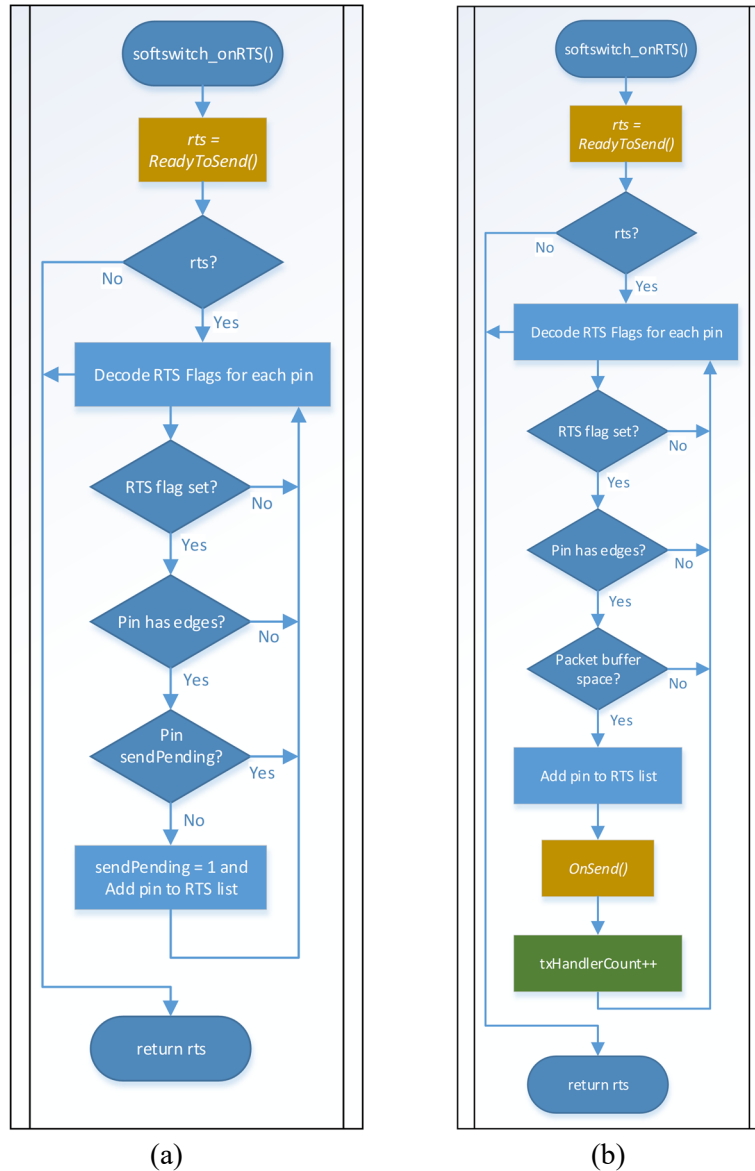 softswitch_onRTS()
rts =
ReadyToSend()
rts?
No
Yes
Decode RTS Flags for each pin
RTS flag set?
No
Yes
Pin has edges?
No
Yes
Pin
sendPending?
Yes
No
sendPending = 1 and
Add pin to RTS list
return rts
(a)
softswitch_onRTS()
rts =
ReadyToSend()
rts?
No
Yes
Decode RTS Flags for each pin
RTS flag set?
No
Yes
Pin has edges?
No
Yes
Packet buffer
space?
No
Yes
Add pin to RTS list
OnSend()
txHandlerCount++
return rts
(b)